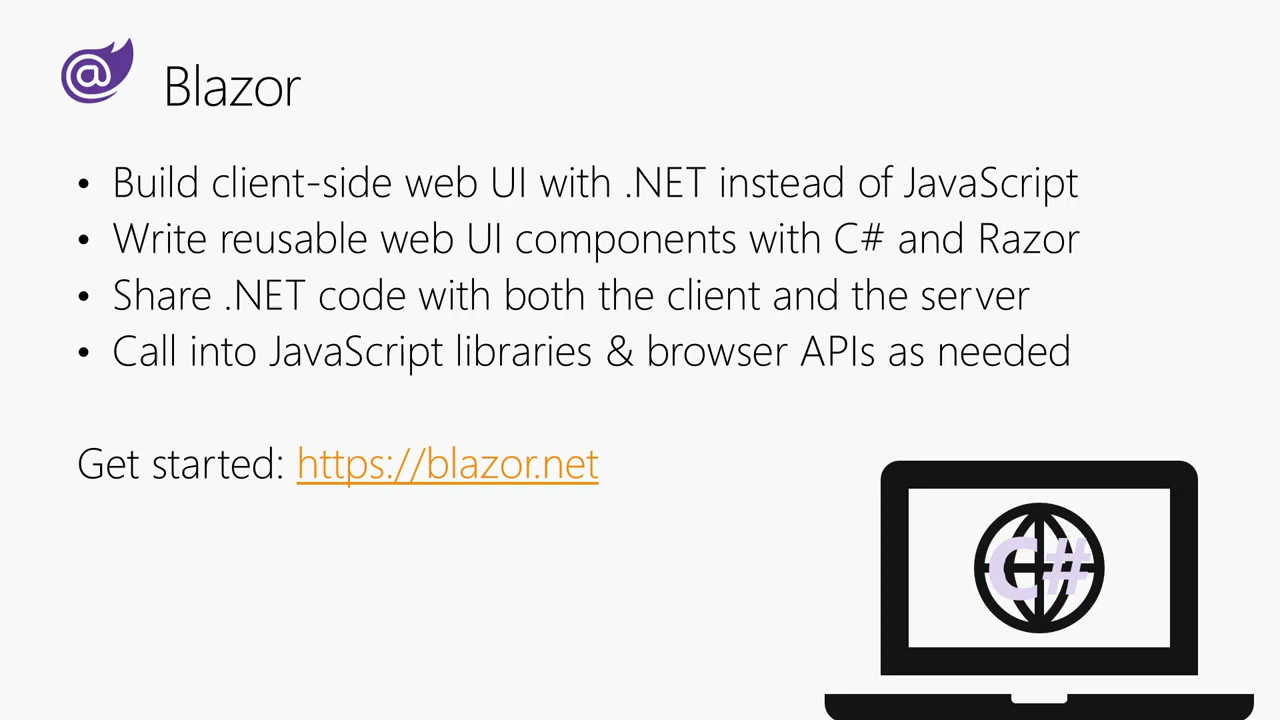 @ Blazor
• Build client-side web UI with .NET instead of JavaScript
• Write reusable web UI components with C# and Razor
• Share .NET code with both the client and the server
• Call into JavaScript libraries & browser APIs as needed
Get started: https://blazor.net
C#